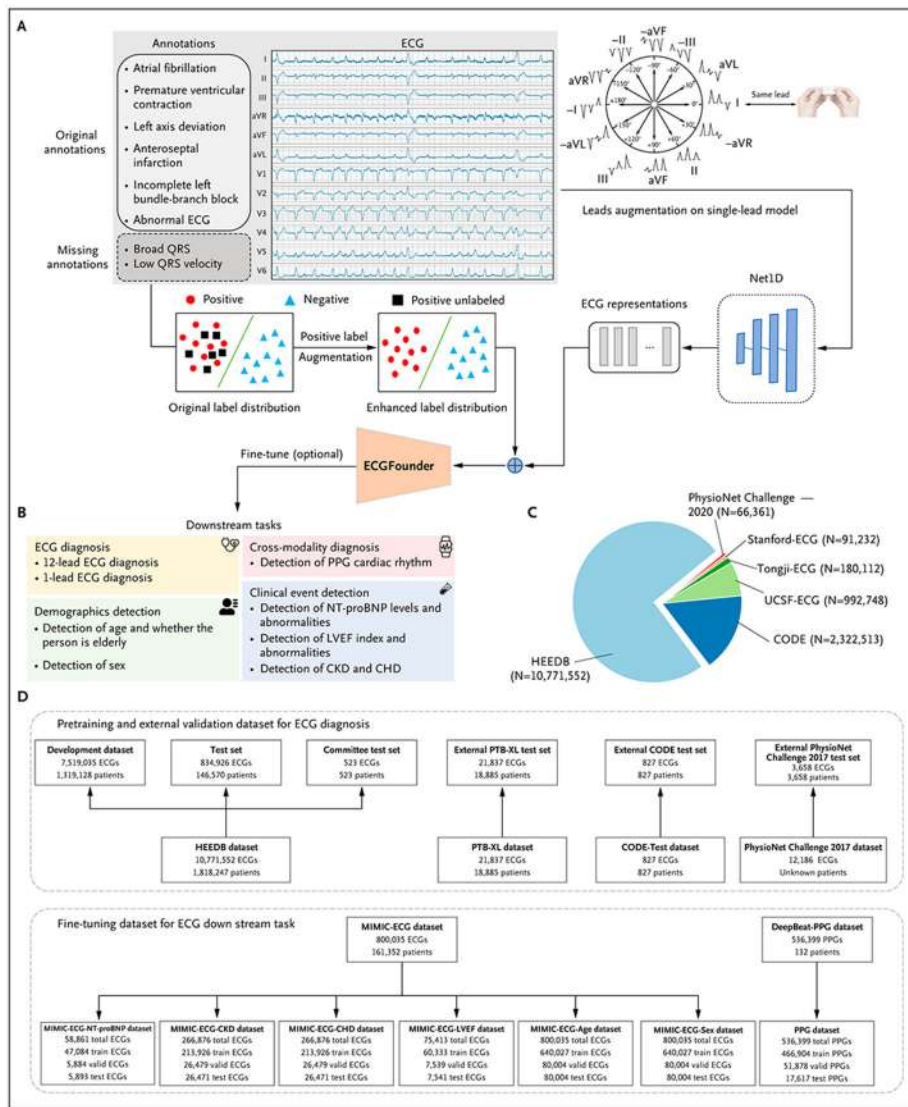 A
Annotations
ECG
Original
annotations
• Atrial fibrillation
• Premature ventricular
contraction
• Left axis deviation
• Anteroseptal
infarction
• Incomplete left
bundle-branch block
• Abnormal ECG
Missing
annotations
• Broad QRS
• Low QRS velocity
I
II
III
aVR
aVF
aVL
V1
V2
V3
V4
V5
V6
-aVF
-II
-III
aVR
aVL
-I
I
-aVL
-aVR
III
aVF
II
-90°
-120°
-60°
+180°
0°
+120°
+60°
+90°
Same lead
Leads augmentation on single-lead model
Positive
Negative
Positive unlabeled
Positive label
Augmentation
Original label distribution
Enhanced label distribution
ECG representations
...
Net1D
Fine-tune (optional)
ECGFounder
B
Downstream tasks
ECG diagnosis
• 12-lead ECG diagnosis
• 1-lead ECG diagnosis
Cross-modality diagnosis
• Detection of PPG cardiac rhythm
Demographics detection
• Detection of age and whether the
person is elderly
• Detection of sex
Clinical event detection
• Detection of NT-proBNP levels and
abnormalities
• Detection of LVEF index and
abnormalities
• Detection of CKD and CHD
C
PhysioNet Challenge
2020 (N=66,361)
Stanford-ECG (N=91,232)
Tongji-ECG (N=180,112)
UCSF-ECG (N=992,748)
CODE (N=2,322,513)
HEEDB
(N=10,771,552)
D
Pretraining and external validation dataset for ECG diagnosis
Development dataset
7,519,035 ECGs
1,319,128 patients
Test set
834,926 ECGs
146,570 patients
Committee test set
523 ECGs
523 patients
External PTB-XL test set
21,837 ECGs
18,885 patients
External CODE test set
827 ECGs
827 patients
External PhysioNet
Challenge 2017 test set
3,658 ECGs
3,658 patients
HEEDB dataset
10,771,552 ECGs
1,818,247 patients
PTB-XL dataset
21,837 ECGs
18,885 patients
CODE-Test dataset
827 ECGs
827 patients
PhysioNet Challenge 2017 dataset
12,186 ECGs
Unknown patients
Fine-tuning dataset for ECG down stream task
MIMIC-ECG dataset
800,035 ECGs
161,352 patients
DeepBeat-PPG dataset
536,399 PPGs
132 patients
MIMIC-ECG-NT-proBNP dataset
58,861 total ECGs
47,084 train ECGs
5,884 valid ECGs
5,893 test ECGs
MIMIC-ECG-CKD dataset
266,876 total ECGs
213,926 train ECGs
26,479 valid ECGs
26,471 test ECGs
MIMIC-ECG-CHD dataset
266,876 total ECGs
213,926 train ECGs
26,479 valid ECGs
26,471 test ECGs
MIMIC-ECG-LVEF dataset
75,413 total ECGs
60,333 train ECGs
7,539 valid ECGs
7,541 test ECGs
MIMIC-ECG-Age dataset
800,035 total ECGs
640,027 train ECGs
80,004 valid ECGs
80,004 test ECGs
MIMIC-ECG-Sex dataset
800,035 total ECGs
640,027 train ECGs
80,004 valid ECGs
80,004 test ECGs
PPG dataset
536,399 total PPGs
466,904 train PPGs
51,878 valid PPGs
17,617 test PPGs